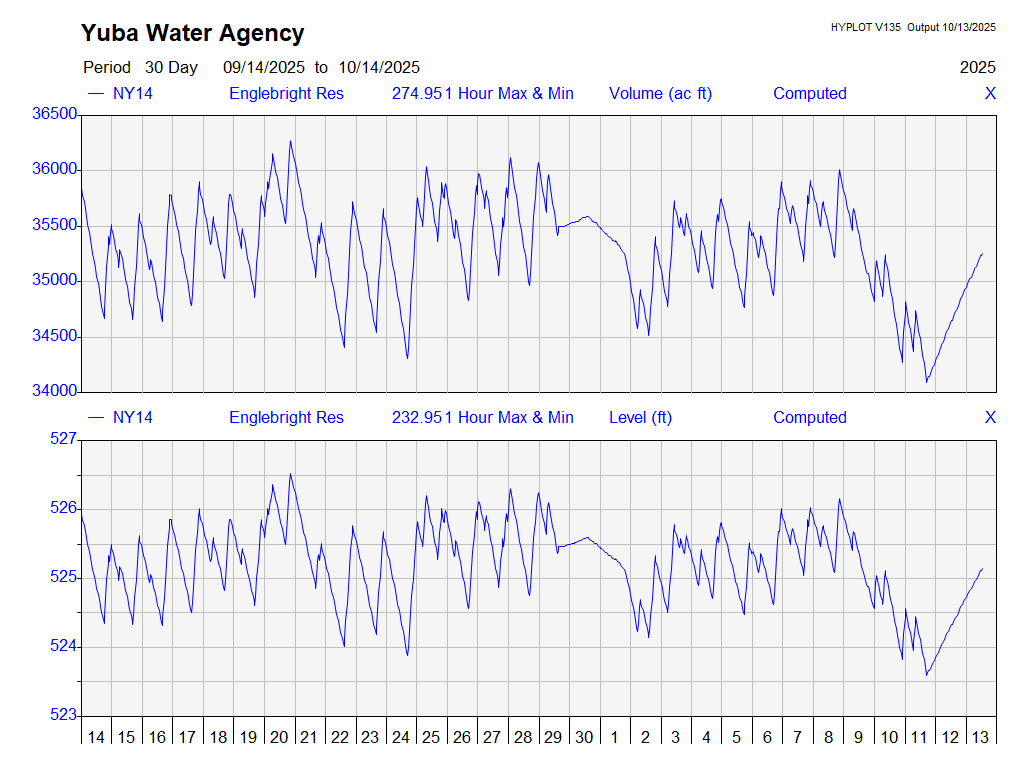 Yuba Water Agency
HYPLOT V135 Output 10/13/2025
Period 30 Day 09/14/2025 to 10/14/2025
2025
NY14 Englebright Res 274.951 Hour Max & Min Volume (ac ft) Computed X
36500
36000
35500
35000
34500
34000
NY14 Englebright Res 232.951 Hour Max & Min Level (ft) Computed X
527
526
525
524
523
14 15 16 17 18 19 20 21 22 23 24 25 26 27 28 29 30 1 2 3 4 5 6 7 8 9 10 11 12 13